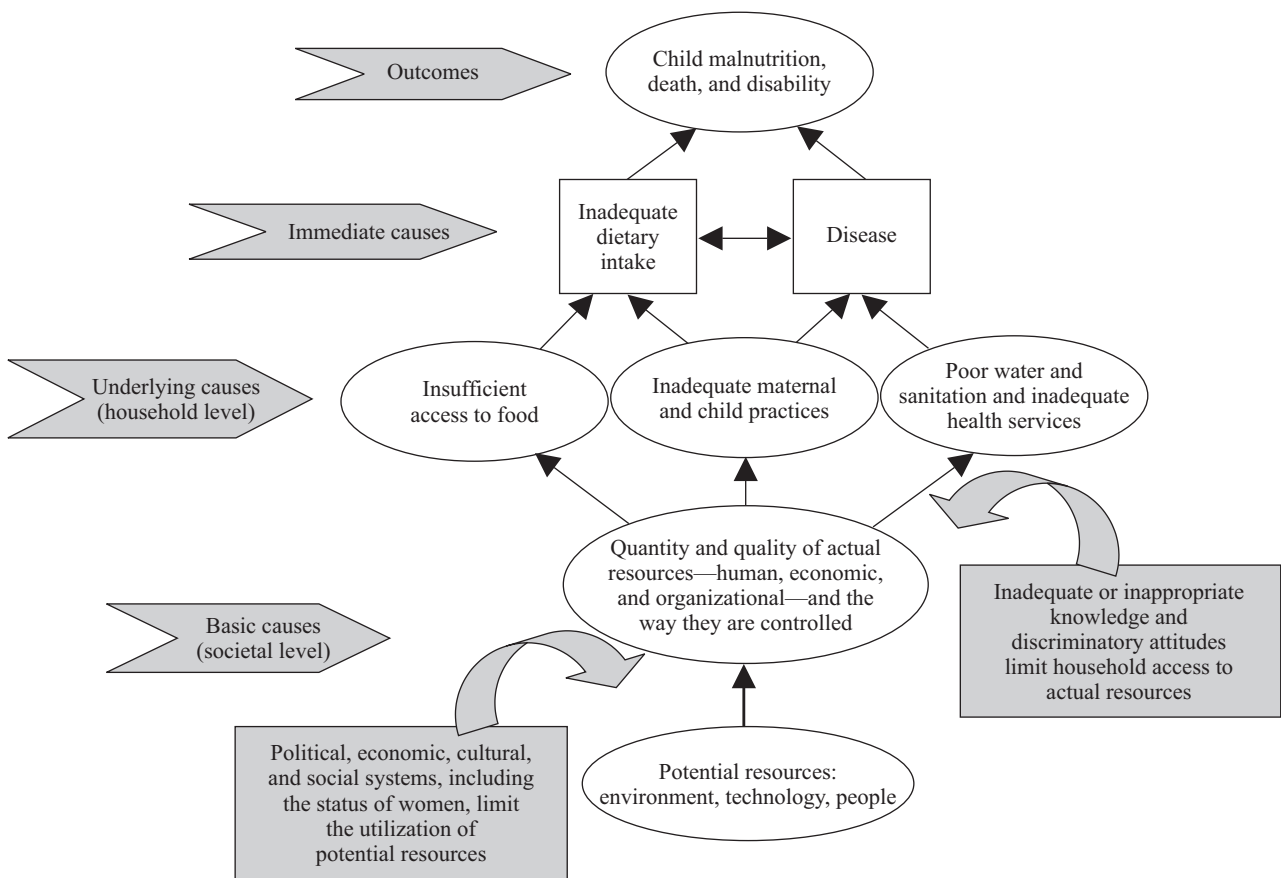 Outcomes
Child malnutrition,
death, and disability
Immediate causes
Inadequate
dietary
intake
Disease
Underlying causes
(household level)
Insufficient
access to food
Inadequate maternal
and child practices
Poor water and
sanitation and inadequate
health services
Basic causes
(societal level)
Quantity and quality of actual
resources—human, economic,
and organizational—and the
way they are controlled
Inadequate or inappropriate
knowledge and
discriminatory attitudes
limit household access to
actual resources
Political, economic, cultural,
and social systems, including
the status of women, limit
the utilization of
potential resources
Potential resources:
environment, technology, people